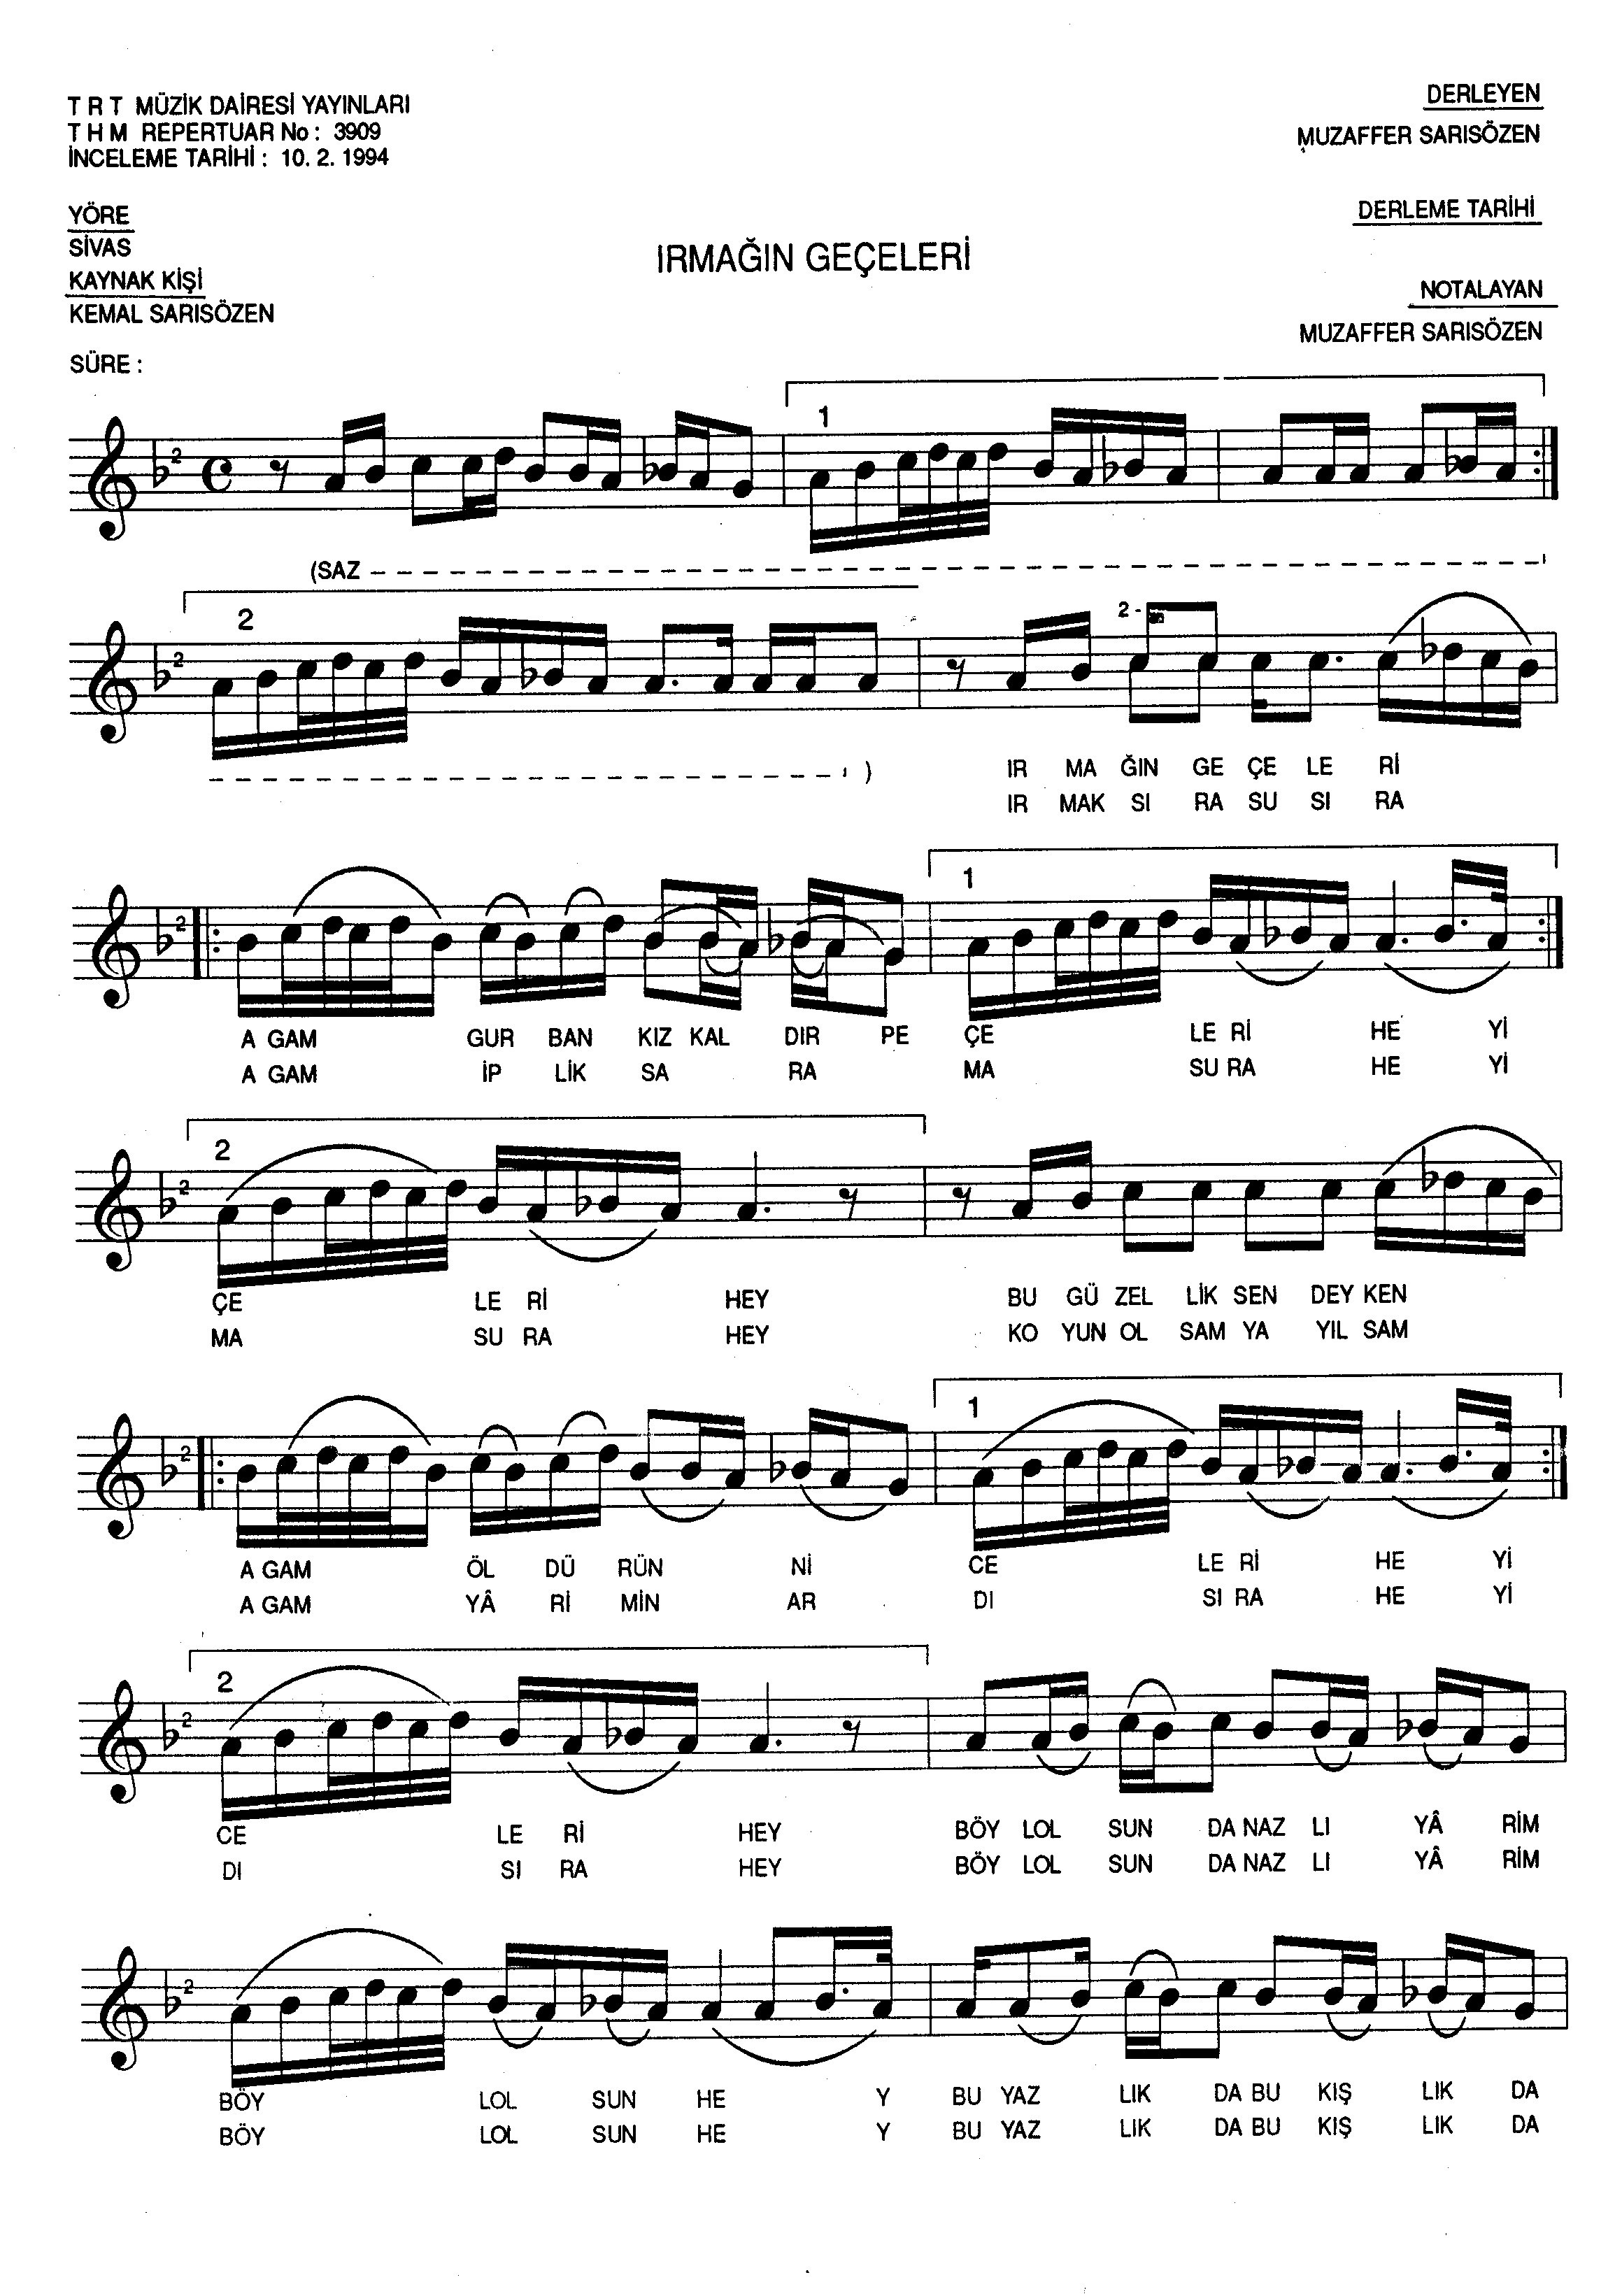 T R T MÜZİK DAİRESİ YAYINLARI
T H M REPERTUAR No : 3909
İNCELEME TARİHİ : 10. 2. 1994
DERLEYEN
MUZAFFER SARISÖZEN
YÖRE
SİVAS
KAYNAK KİŞİ
KEMAL SARISÖZEN
SÜRE :
IRMAĞIN GEÇELERİ
DERLEME TARİHİ
NOTALAYAN
MUZAFFER SARISÖZEN
1
2
(SAZ
2
2 -
2
)
IR MA ĞIN GE ÇE LE Rİ
IR MAK SI RA SU SI RA
1
2
A GAM GUR BAN KIZ KAL DIR PE ÇE LE Rİ HE Yİ
A GAM İP LİK SA RA MA SU RA HE Yİ
2
2
ÇE LE Rİ HEY BU GÜ ZEL LİK SEN DEY KEN
MA SU RA HEY KO YUN OL SAM YA YIL SAM
1
2
A GAM ÖL DÜ RÜN Nİ CE LE Rİ HE Yİ
A GAM YÂ Rİ MİN AR DI SI RA HE Yİ
2
2
CE LE Rİ HEY BÖY LOL SUN DA NAZ LI YÂ RİM
DI SI RA HEY BÖY LOL SUN DA NAZ LI YÂ RİM
2
BÖY LOL SUN HE Y BU YAZ LIK DA BU KIŞ LIK DA
BÖY LOL SUN HE Y BU YAZ LIK DA BU KIŞ LIK DA